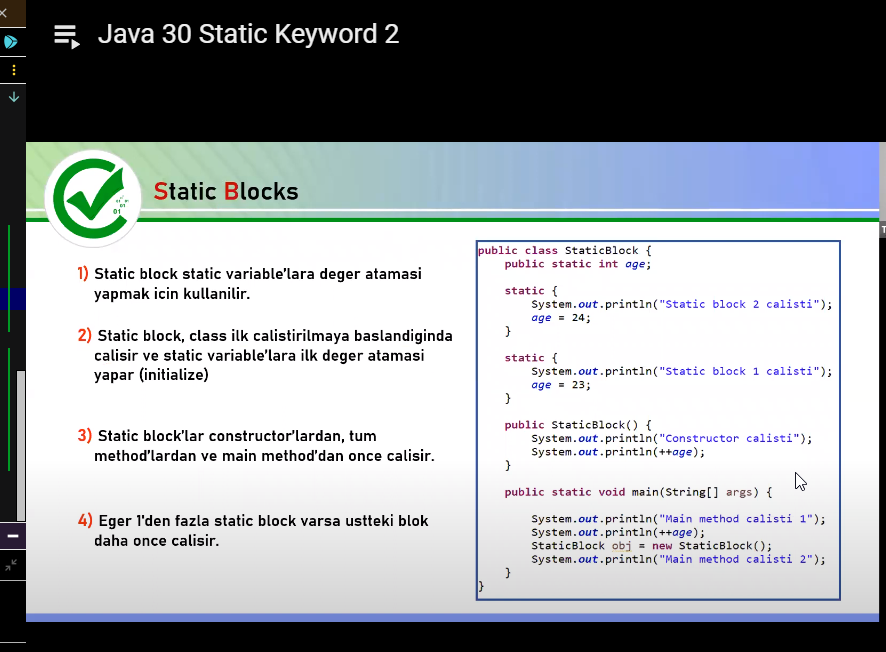 Java 30 Static Keyword 2
Static Blocks
1) Static block static variable'lara deger atamasi
yapmak icin kullanilir.
2) Static block, class ilk calistirilmaya baslandiginda
calisir ve static variable'lara ilk deger atamasi
yapar (initialize)
3) Static block'lar constructor'lardan, tum
method'lardan ve main method'dan once calisir.
4) Eger 1'den fazla static block varsa ustteki blok
daha once calisir.
public class StaticBlock {
public static int age;
static {
System.out.println("Static block 2 calisti");
age = 24;
}
static {
System.out.println("Static block 1 calisti");
age = 23;
}
public StaticBlock() {
System.out.println("Constructor calisti");
System.out.println(++age);
}
public static void main(String[] args) {
System.out.println("Main method calisti 1");
System.out.println(++age);
StaticBlock obj = new StaticBlock();
System.out.println("Main method calisti 2");
}
}